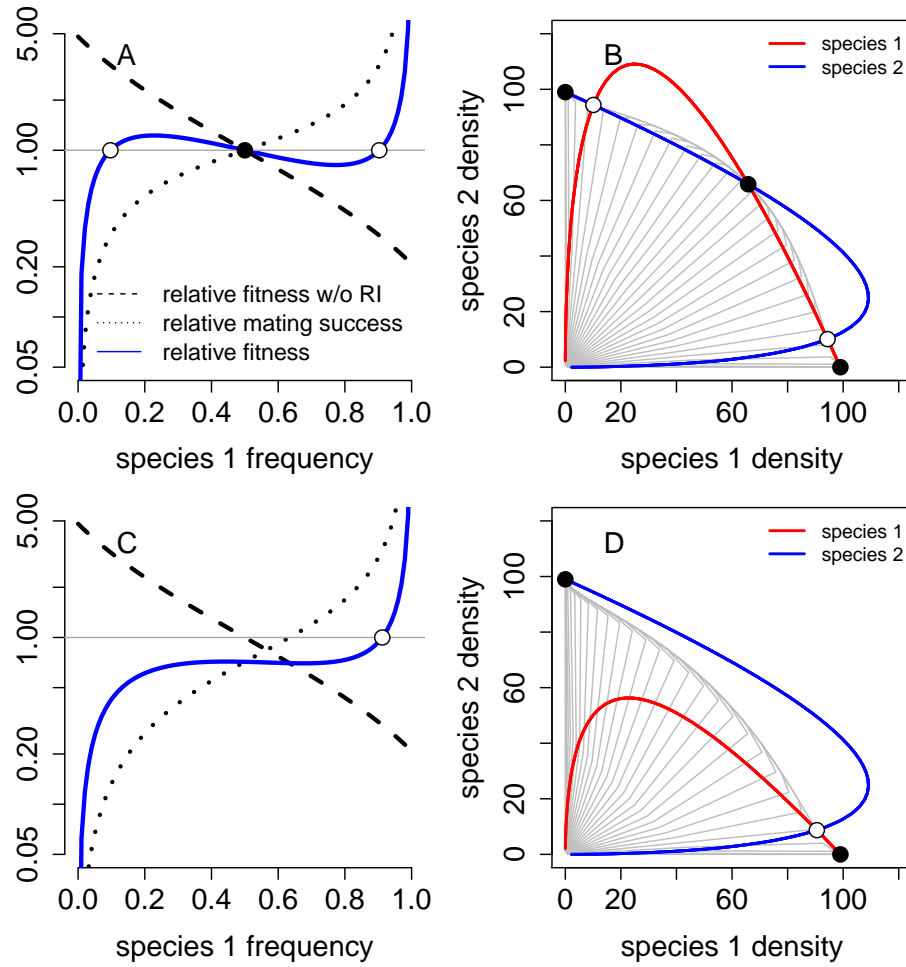 A
5.00
1.00
0.20
0.05
relative fitness w/o RI
relative mating success
relative fitness
0.0 0.2 0.4 0.6 0.8 1.0
species 1 frequency
B
species 1
species 2
species 2 density
100
60
20
0
0 20 60 100
species 1 density
C
5.00
1.00
0.20
0.05
0.0 0.2 0.4 0.6 0.8 1.0
species 1 frequency
D
species 1
species 2
species 2 density
100
60
20
0
0 20 60 100
species 1 density